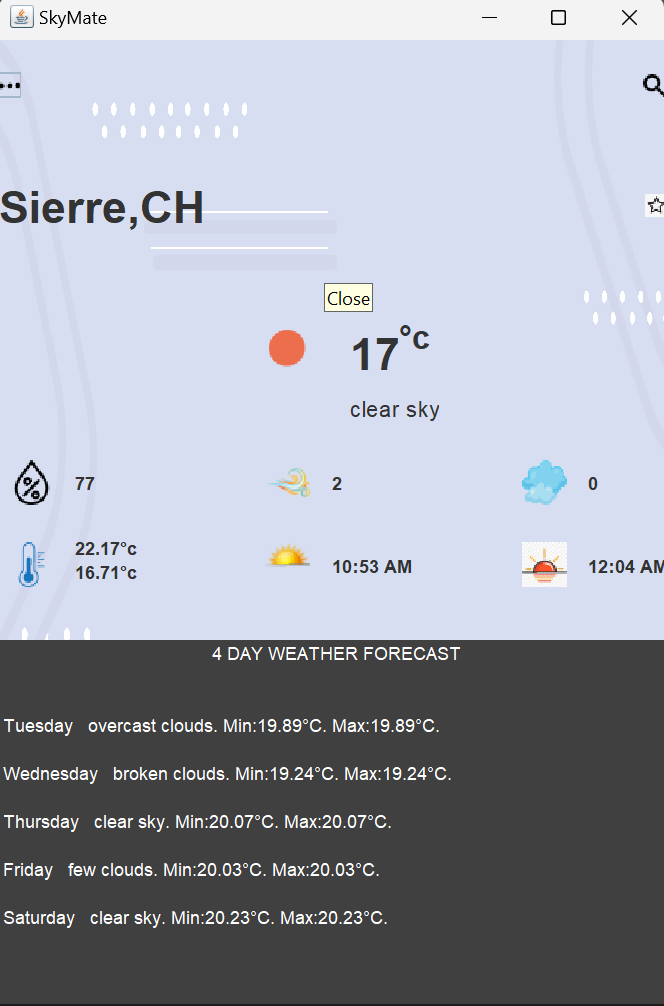 SkyMate
Sierre,CH
Close
17°c
clear sky
77
2
0
22.17°c
16.71°c
10:53 AM
12:04 AM
4 DAY WEATHER FORECAST
Tuesday overcast clouds. Min:19.89°C. Max:19.89°C.
Wednesday broken clouds. Min:19.24°C. Max:19.24°C.
Thursday clear sky. Min:20.07°C. Max:20.07°C.
Friday few clouds. Min:20.03°C. Max:20.03°C.
Saturday clear sky. Min:20.23°C. Max:20.23°C.